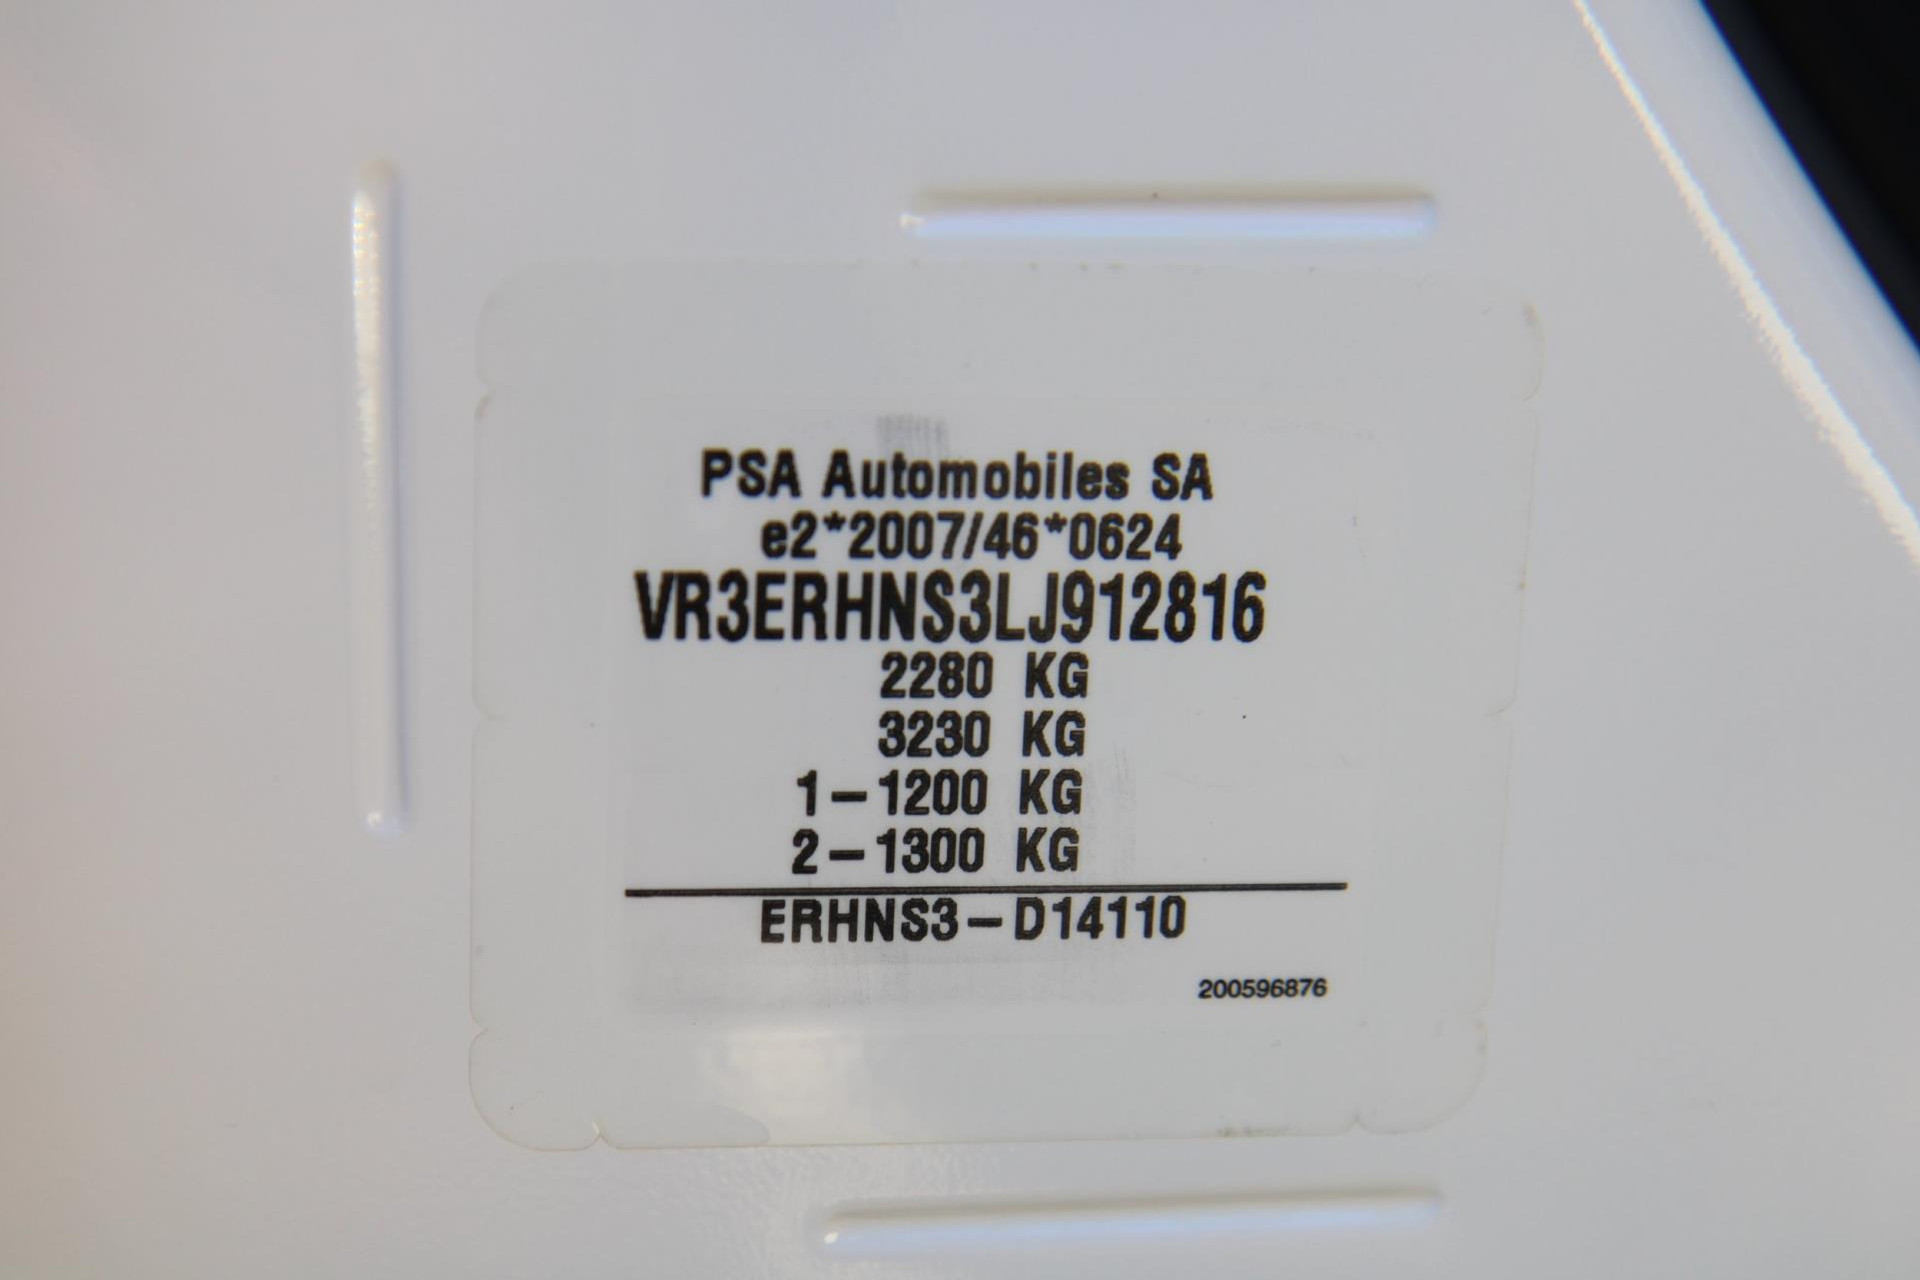 PSA Automobiles SA
e2*2007/46*0624
VR3ERHNS3LJ912816
2280 KG
3230 KG
1-1200 KG
2-1300 KG
ERHNS3-D14110
200596876